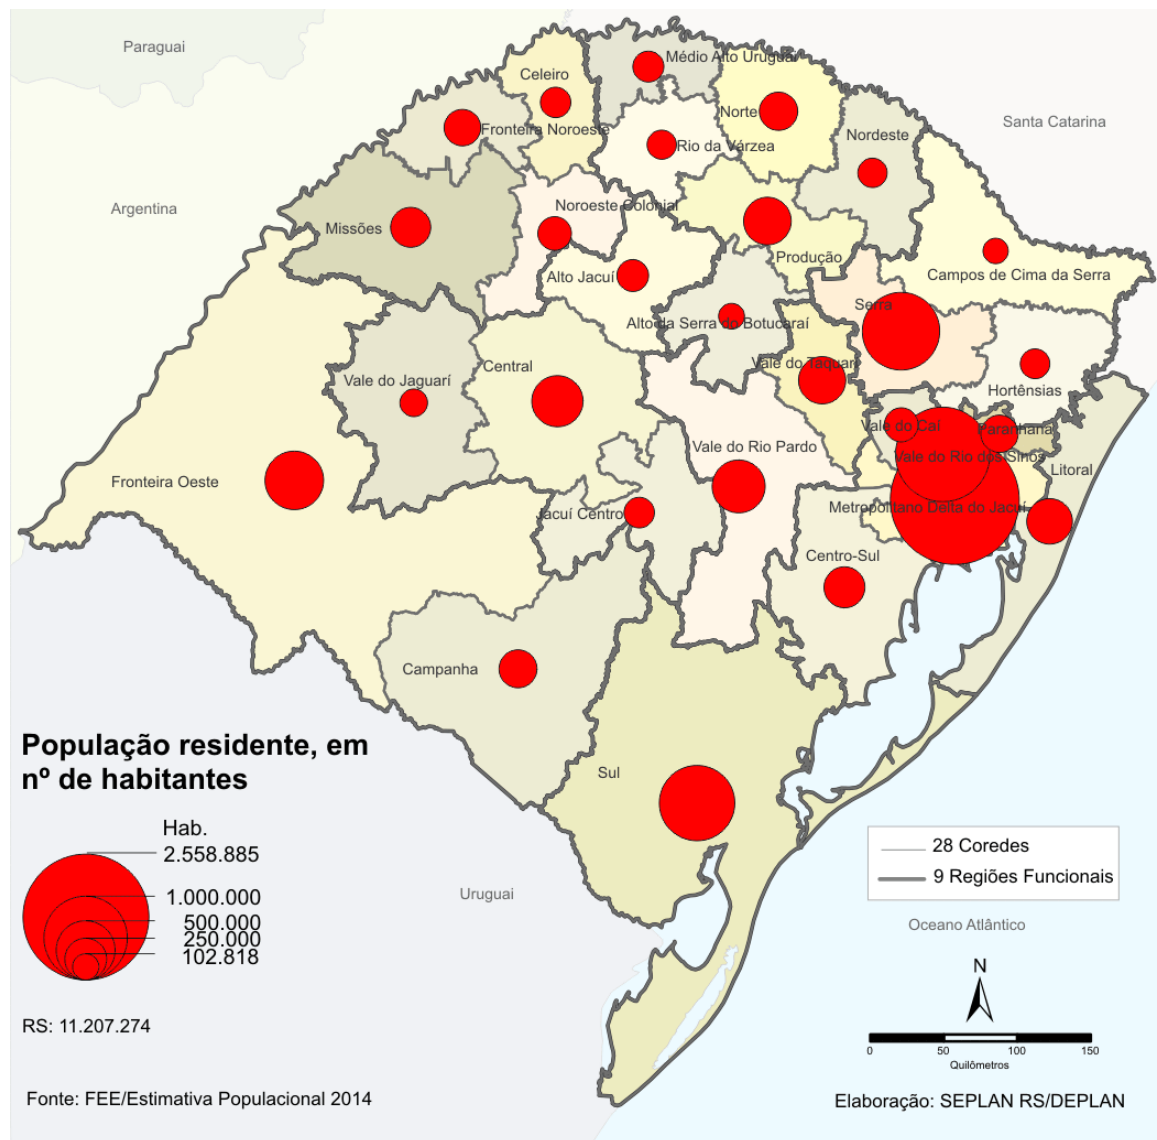 Paraguai
Médio Alto Uruguai
Celeiro
Norte
Santa Catarina
Fronteira Noroeste
Nordeste
Rio da Várzea
Argentina
Noroeste Colonial
Missões
Produção
Campos de Cima da Serra
Alto Jacuí
Serra
Alto da Serra do Botucaraí
Vale do Taquari
Central
Vale do Jaguarí
Hortênsias
Vale do Caí
Paranhana
Vale do Rio Pardo
Vale do Rio dos Sinos
Litoral
Fronteira Oeste
Metropolitano Delta do Jacuí
Jacuí Centro
Centro-Sul
Campanha
População residente, em
nº de habitantes
Sul
Hab.
2.558.885
1.000.000
500.000
250.000
102.818
28 Coredes
9 Regiões Funcionais
Uruguai
Oceano Atlântico
N
RS: 11.207.274
0 50 100 150
Quilômetros
Fonte: FEE/Estimativa Populacional 2014
Elaboração: SEPLAN RS/DEPLAN